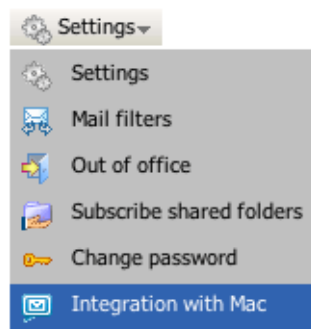 Settings
Settings
Mail filters
Out of office
Subscribe shared folders
Change password
Integration with Mac